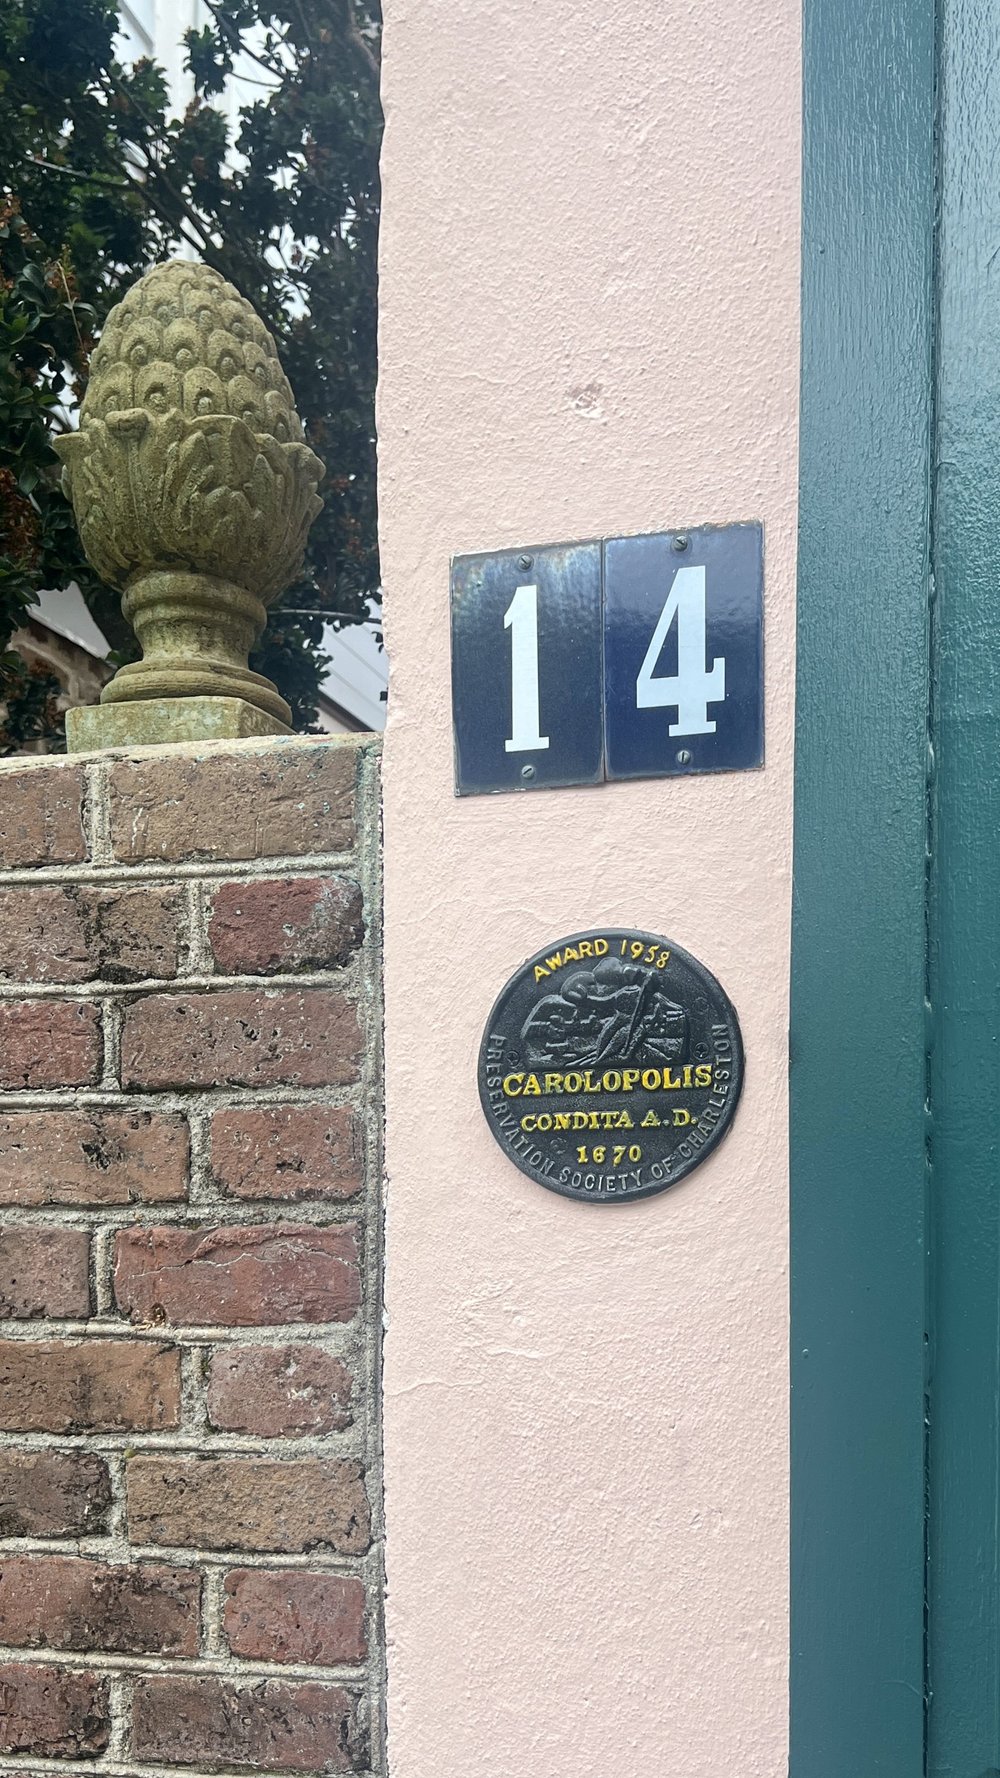 14
AWARD 1958
CAROLOPOLIS
CONDITA A.D.
1670
PRESERVATION SOCIETY OF CHARLESTON